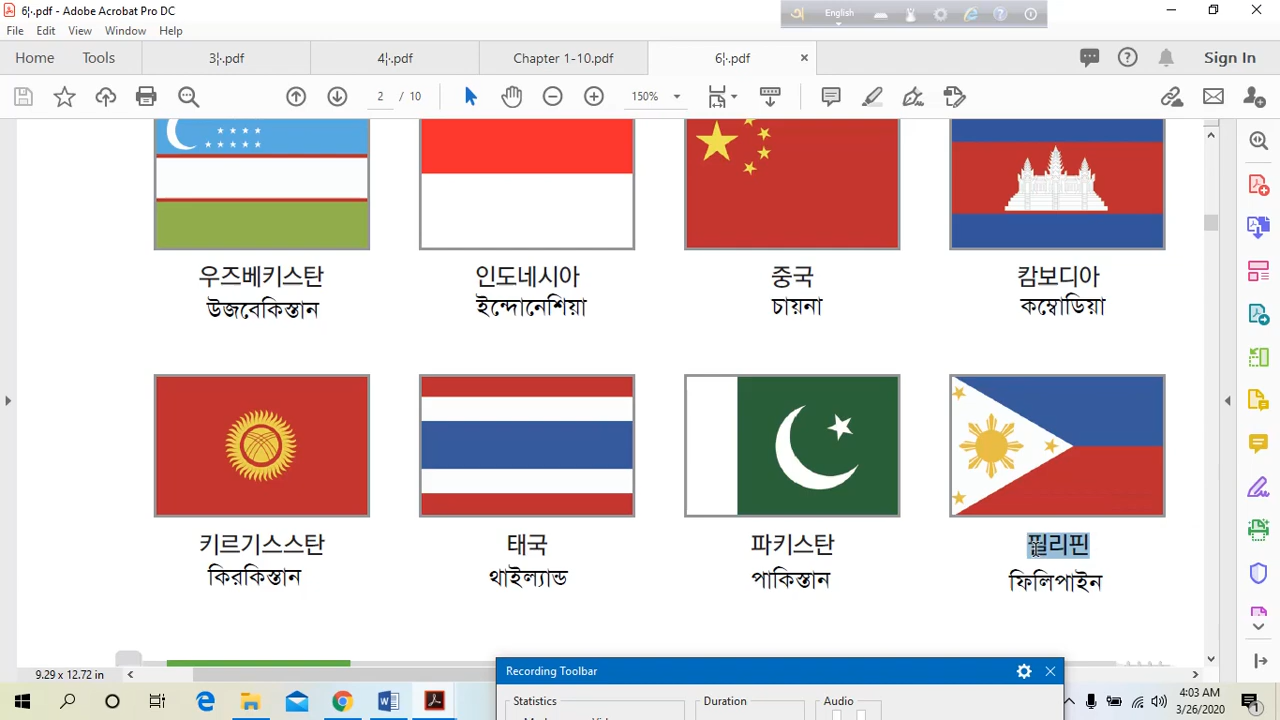 6¦-.pdf - Adobe Acrobat Pro DC
English
File Edit View Window Help
Home Tools 3¦-.pdf 4¦-.pdf Chapter 1-10.pdf 6¦-.pdf × Sign In
2 / 10 150%
우즈베키스탄 인도네시아 중국 캄보디아
উজবেকিস্তান ইন্দোনেশিয়া চায়না কম্বোডিয়া
키르기스스탄 태국 파키스탄 필리핀
কিরকিস্তান থাইল্যান্ড পাকিস্তান ফিলিপাইন
9.29 x 12.72 in
Recording Toolbar
Statistics Duration Audio
4:03 AM
3/26/2020